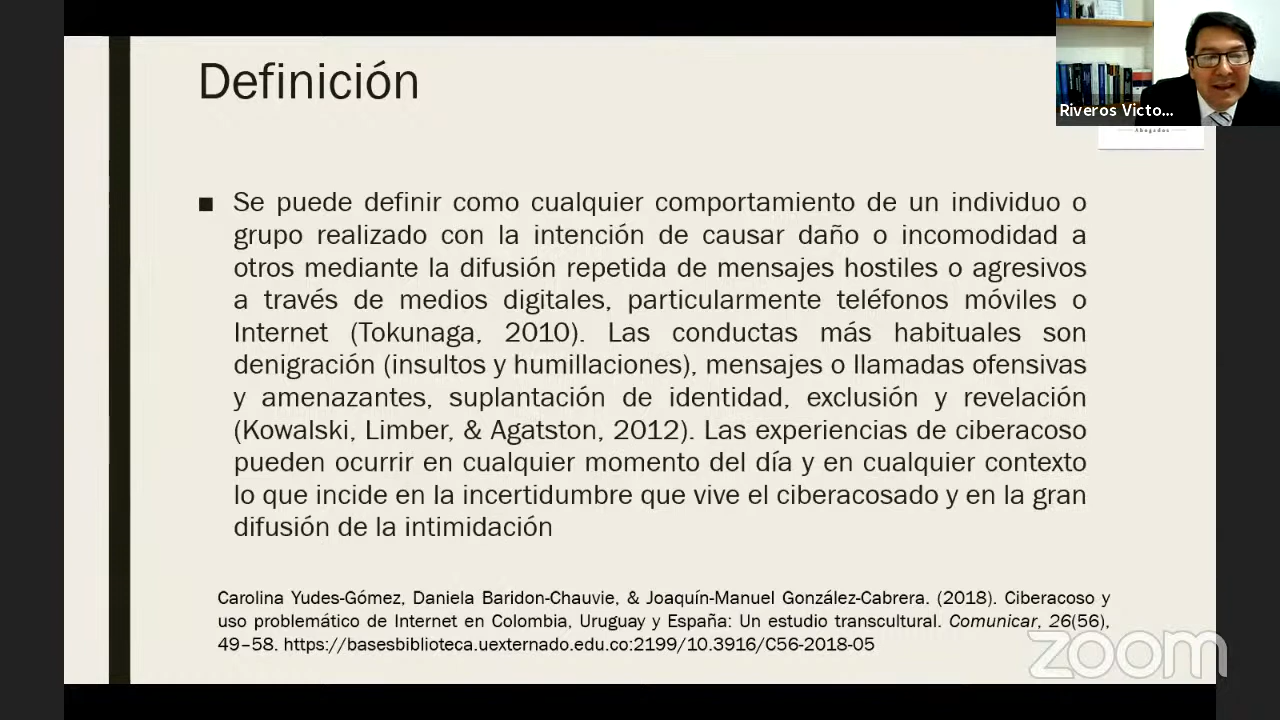 Definición
Riveros Victo...
Abogados
■ Se puede definir como cualquier comportamiento de un individuo o
grupo realizado con la intención de causar daño o incomodidad a
otros mediante la difusión repetida de mensajes hostiles o agresivos
a través de medios digitales, particularmente teléfonos móviles o
Internet (Tokunaga, 2010). Las conductas más habituales son
denigración (insultos y humillaciones), mensajes o llamadas ofensivas
y amenazantes, suplantación de identidad, exclusión y revelación
(Kowalski, Limber, & Agatston, 2012). Las experiencias de ciberacoso
pueden ocurrir en cualquier momento del día y en cualquier contexto
lo que incide en la incertidumbre que vive el ciberacosado y en la gran
difusión de la intimidación
Carolina Yudes-Gómez, Daniela Baridon-Chauvie, & Joaquín-Manuel González-Cabrera. (2018). Ciberacoso y
uso problemático de Internet en Colombia, Uruguay y España: Un estudio transcultural. Comunicar, 26(56),
49–58. https://basesbiblioteca.uexternado.edu.co:2199/10.3916/C56-2018-05
zoom